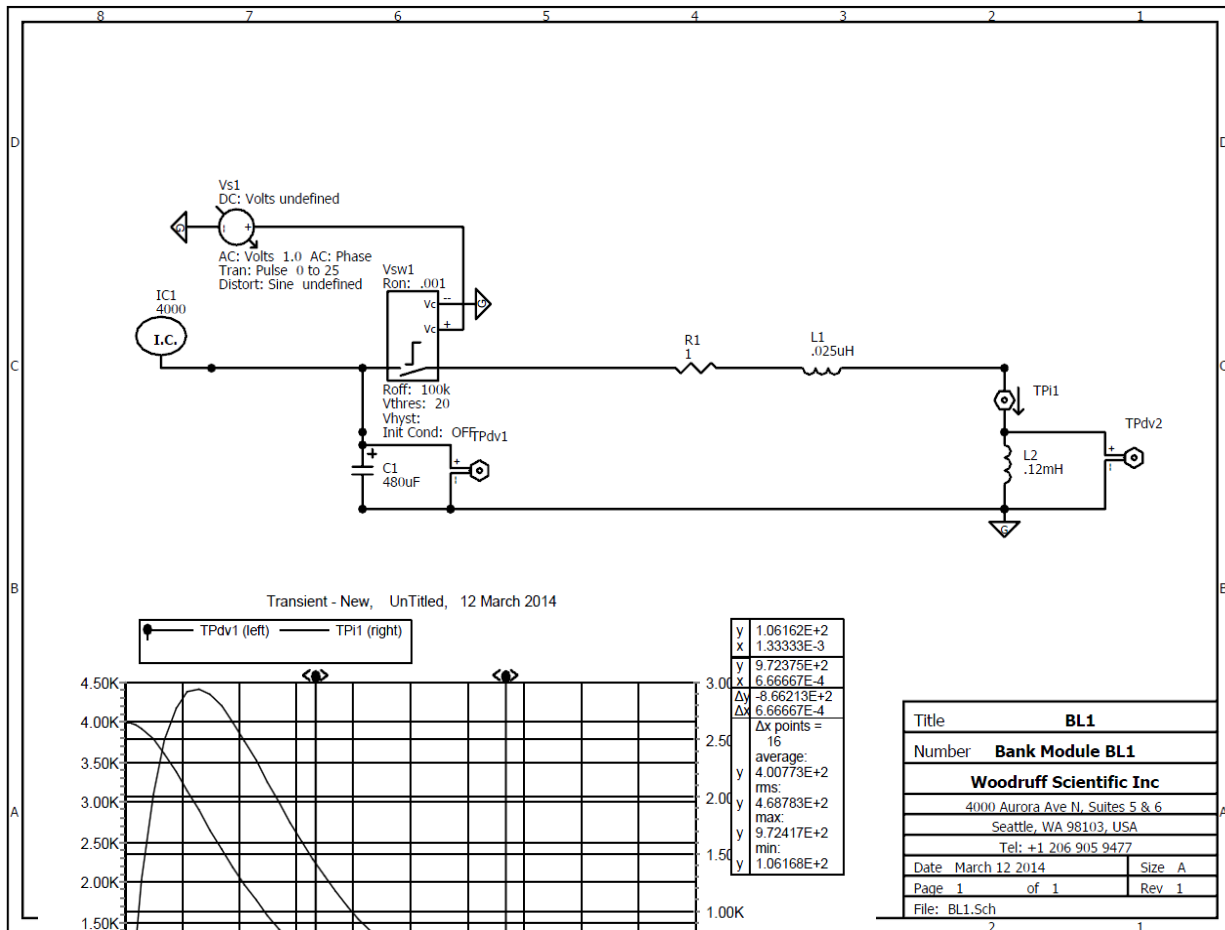 8 7 6 5 4 3 2 1
D D
Vs1
DC: Volts undefined
G
- +
AC: Volts 1.0 AC: Phase
Tran: Pulse 0 to 25
Distort: Sine undefined
Vsw1
Ron: .001
Vc --
G
Vc +
IC1
4000
I.C.
R1
1
L1
.025uH
C C
Roff: 100k
Vthres: 20
Vhyst:
Init Cond: OFF
TPdv1
TPi1
TPdv2
+
C1
480uF
+
-
L2
.12mH
+
-
G
B B
Transient - New, UnTitled, 12 March 2014
TPdv1 (left) TPi1 (right)
4.50K
4.00K
3.50K
3.00K
2.50K
2.00K
1.50K
3.00
2.50
2.00
1.50
1.00K
y 1.06162E+2
x 1.33333E-3
y 9.72375E+2
x 6.66667E-4
Δy -8.66213E+2
Δx 6.66667E-4
Δx points =
16
average:
y 4.00773E+2
rms:
y 4.68783E+2
max:
y 9.72417E+2
min:
y 1.06168E+2
A A
Title BL1
Number Bank Module BL1
Woodruff Scientific Inc
4000 Aurora Ave N, Suites 5 & 6
Seattle, WA 98103, USA
Tel: +1 206 905 9477
Date March 12 2014 Size A
Page 1 of 1 Rev 1
File: BL1.Sch
2 1